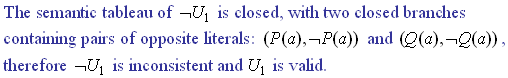 The semantic tableau of ¬U₁ is closed, with two closed branches
containing pairs of opposite literals: (P(a),¬P(a)) and (Q(a),¬Q(a)) ,
therefore ¬U₁ is inconsistent and U₁ is valid.